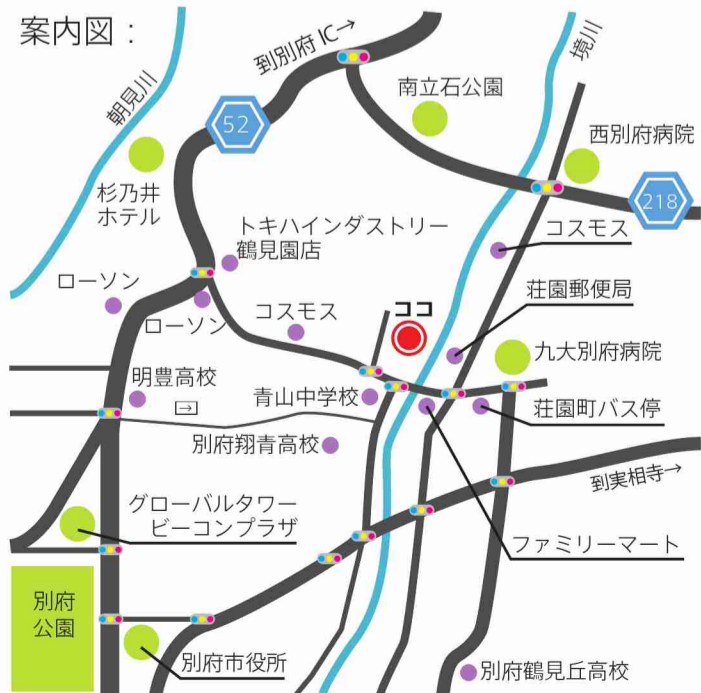 案内図：
到別府IC→
境川
朝見川
南立石公園
52
西別府病院
杉乃井
ホテル
218
トキハインダストリー
鶴見園店
コスモス
ローソン
ローソン
コスモス
ココ
荘園郵便局
九大別府病院
明豊高校
→
青山中学校
荘園町バス停
別府翔青高校
到実相寺→
グローバルタワー
ビーコンプラザ
ファミリーマート
別府
公園
別府市役所
別府鶴見丘高校